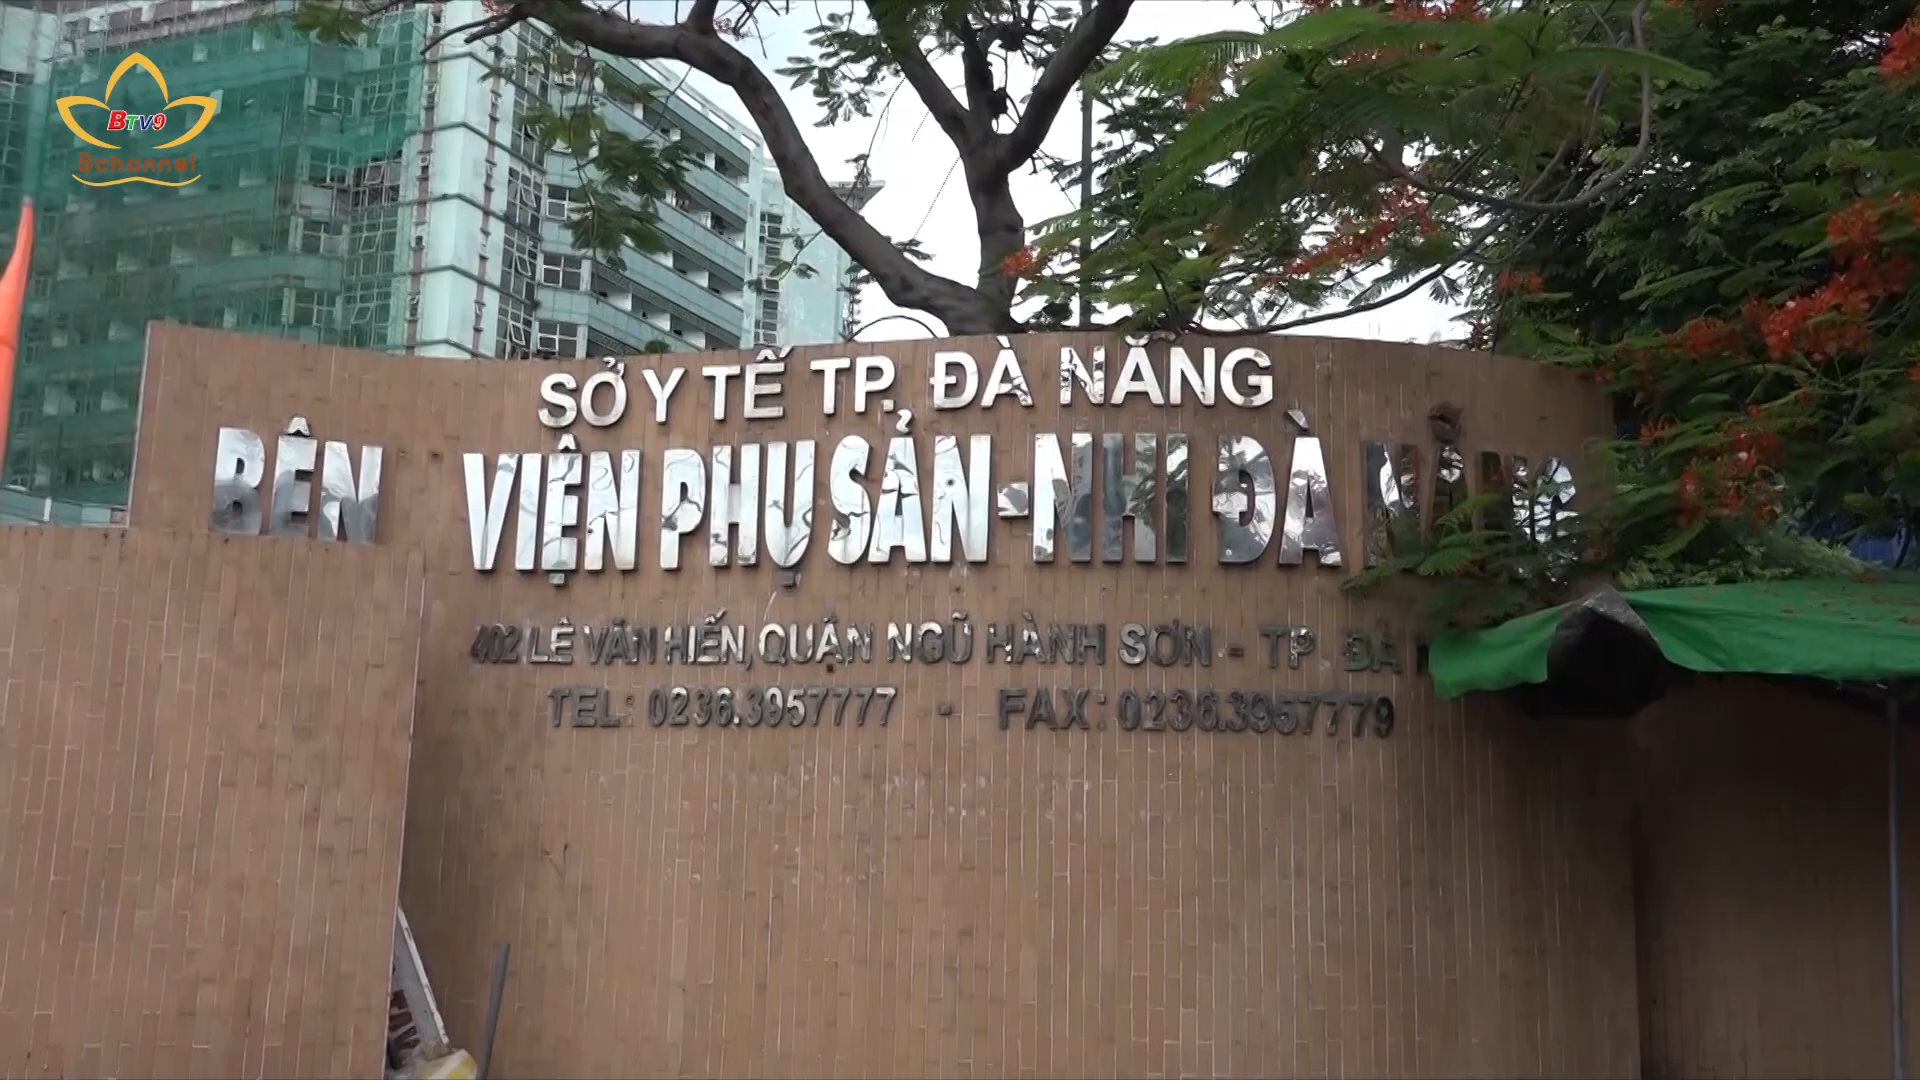 BTV9
Bchannel
SỞ Y TẾ TP. ĐÀ NẴNG
BỆN VIỆN PHỤ SẢN-NHI ĐÀ NẴNG
402 LÊ VĂN HIẾN, QUẬN NGŨ HÀNH SƠN - TP. ĐÀ
TEL: 0236.3957777 - FAX: 0236.3957779